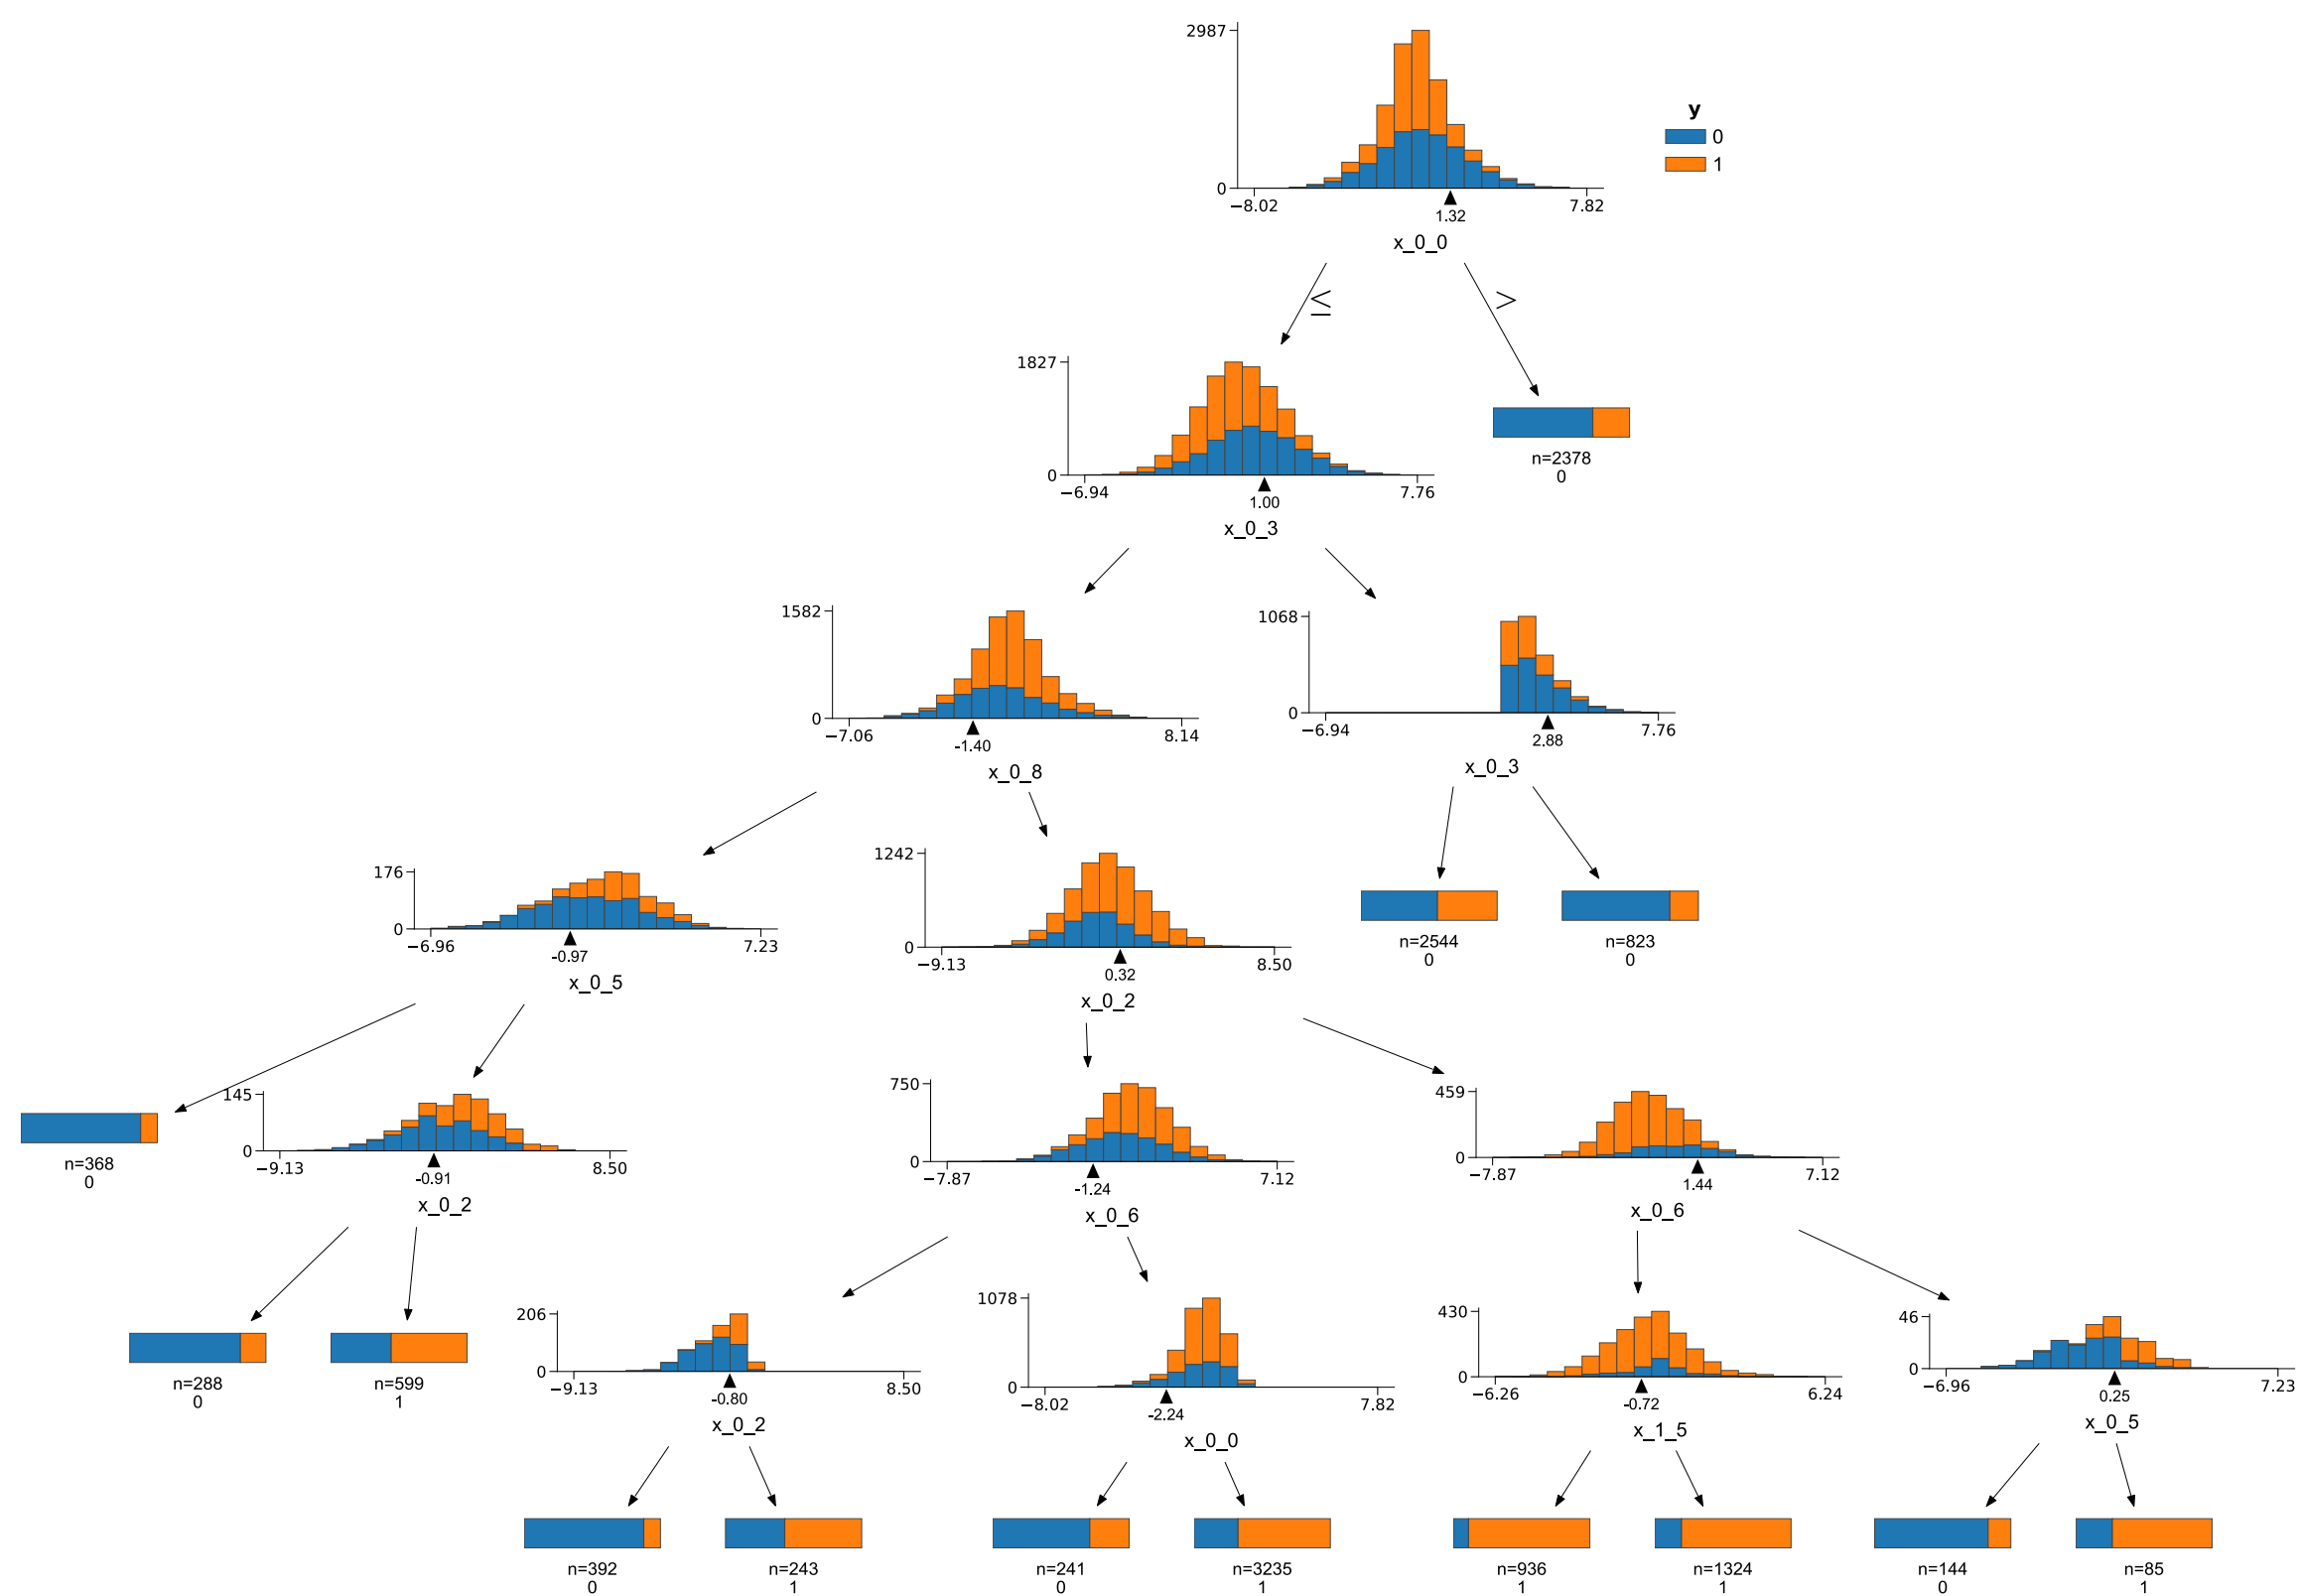 2987
0
−8.02
1.32
7.82
x_0_0
y
0
1
≤
>
1827
0
−6.94
1.00
7.76
x_0_3
n=2378
0
1582
0
−7.06
-1.40
8.14
x_0_8
1068
0
−6.94
2.88
7.76
x_0_3
176
0
−6.96
-0.97
7.23
x_0_5
1242
0
−9.13
0.32
8.50
x_0_2
n=2544
0
n=823
0
n=368
0
145
0
−9.13
-0.91
8.50
x_0_2
750
0
−7.87
-1.24
7.12
x_0_6
459
0
−7.87
1.44
7.12
x_0_6
n=288
0
n=599
1
206
0
−9.13
-0.80
8.50
x_0_2
1078
0
−8.02
-2.24
7.82
x_0_0
430
0
−6.26
-0.72
6.24
x_1_5
46
0
−6.96
0.25
7.23
x_0_5
n=392
0
n=243
1
n=241
0
n=3235
1
n=936
1
n=1324
1
n=144
0
n=85
1